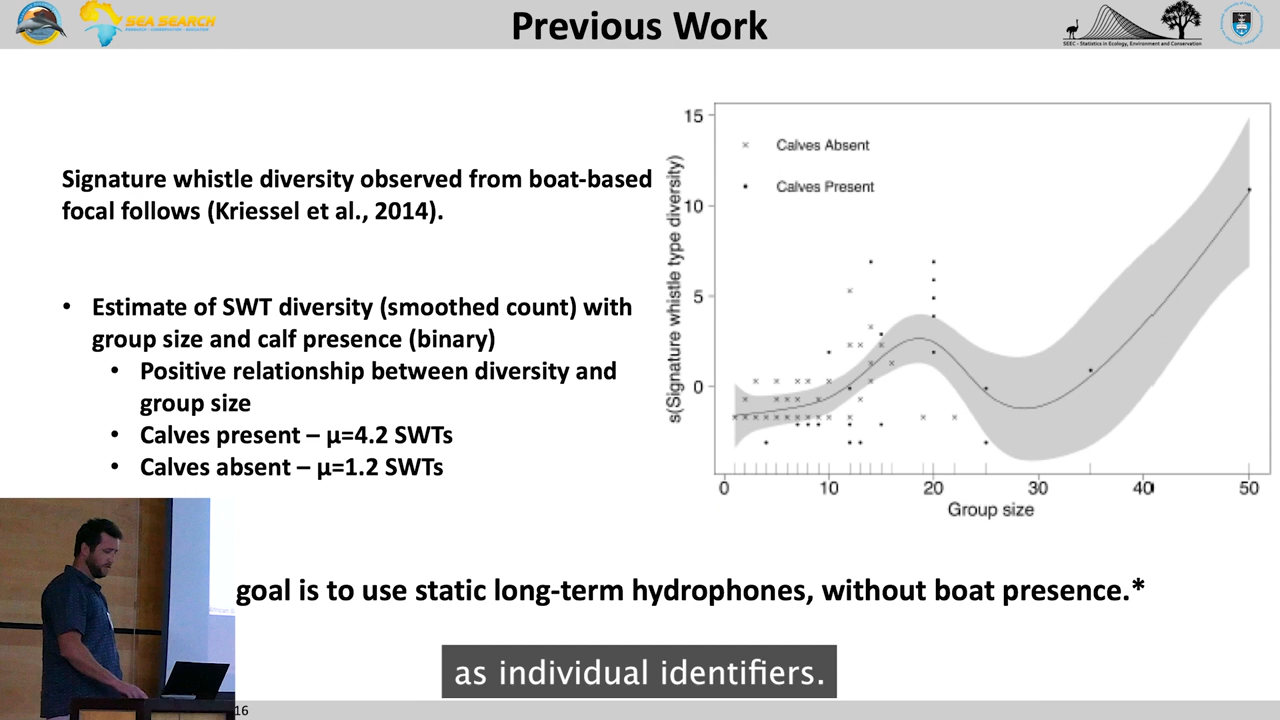 SEA SEARCH
RESEARCH - CONSERVATION - EDUCATION
Previous Work
SEEC - Statistics in Ecology, Environment and Conservation
Signature whistle diversity observed from boat-based
focal follows (Kriessel et al., 2014).
• Estimate of SWT diversity (smoothed count) with
group size and calf presence (binary)
• Positive relationship between diversity and
group size
• Calves present – μ=4.2 SWTs
• Calves absent – μ=1.2 SWTs
s(Signature whistle type diversity)
15
10
5
0
× Calves Absent
• Calves Present
0 10 20 30 40 50
Group size
goal is to use static long-term hydrophones, without boat presence.*
as individual identifiers.
16